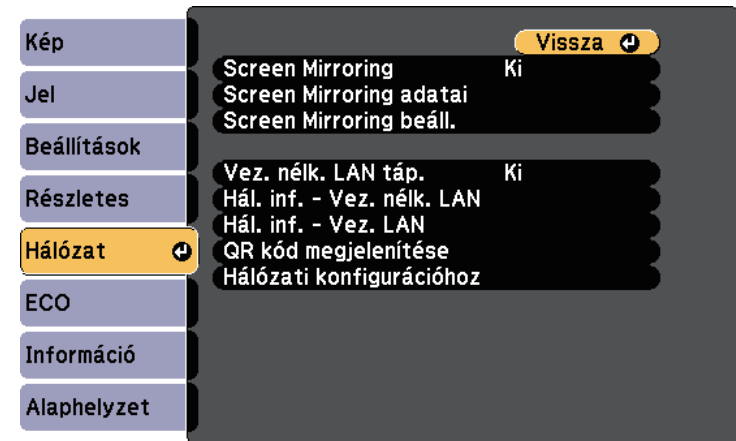 Kép
Jel
Beállítások
Részletes
Hálózat
ECO
Információ
Alaphelyzet
Vissza
Screen Mirroring Ki
Screen Mirroring adatai
Screen Mirroring beáll.
Vez. nélk. LAN táp. Ki
Hál. inf. - Vez. nélk. LAN
Hál. inf. - Vez. LAN
QR kód megjelenítése
Hálózati konfigurációhoz